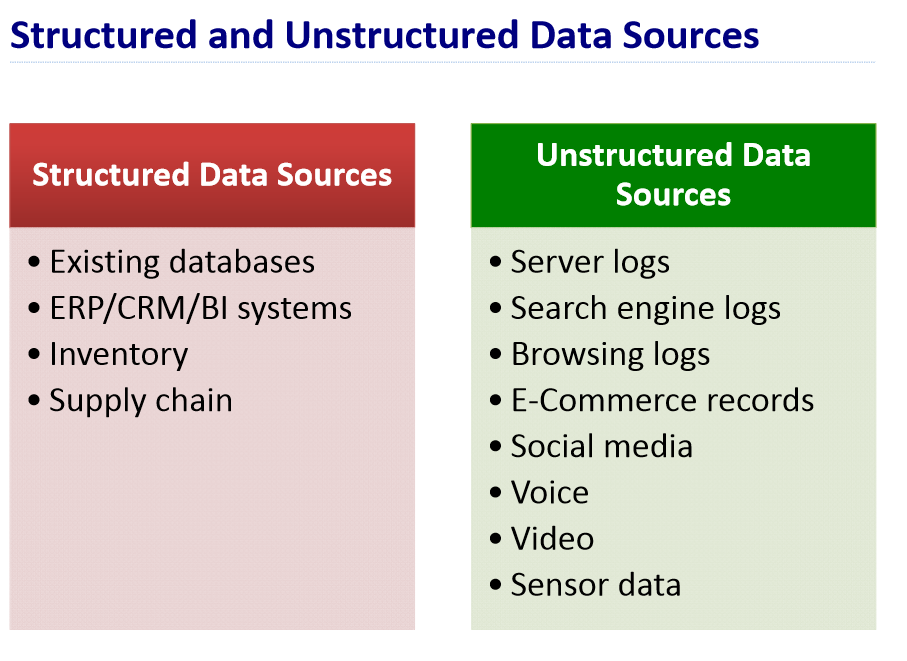 Structured and Unstructured Data Sources
Structured Data Sources
• Existing databases
• ERP/CRM/BI systems
• Inventory
• Supply chain
Unstructured Data
Sources
• Server logs
• Search engine logs
• Browsing logs
• E-Commerce records
• Social media
• Voice
• Video
• Sensor data